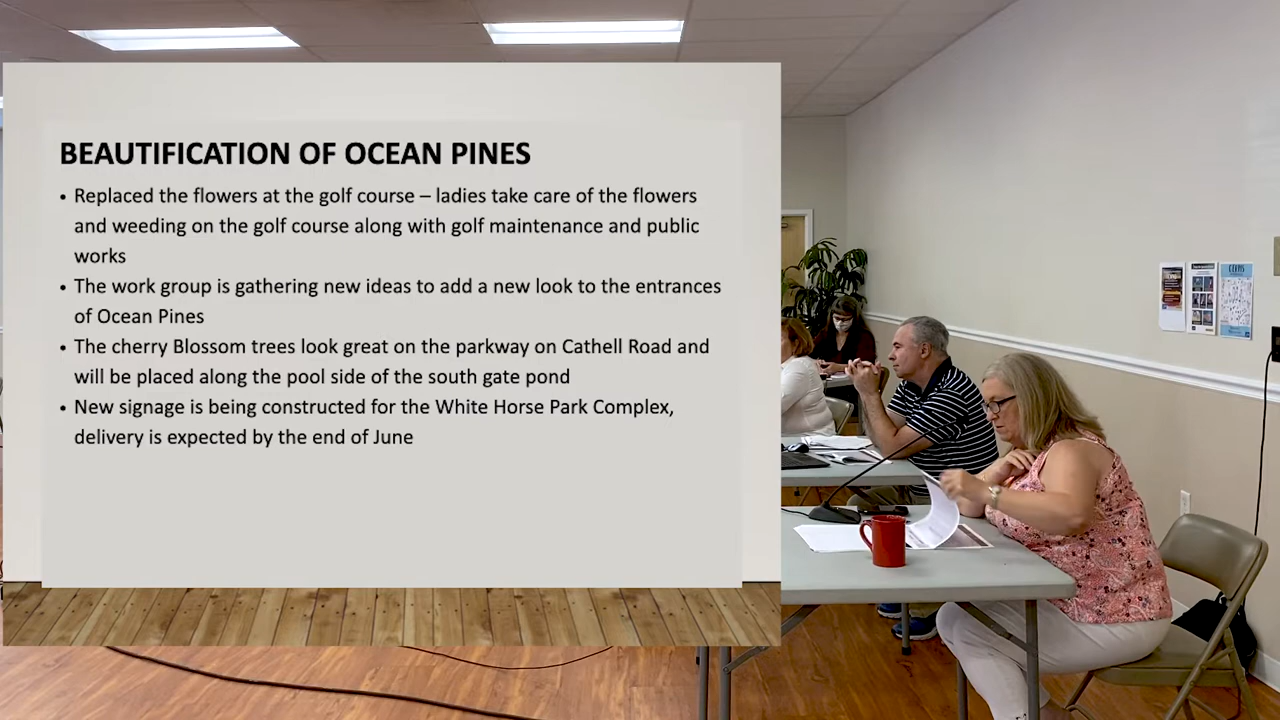 BEAUTIFICATION OF OCEAN PINES
• Replaced the flowers at the golf course – ladies take care of the flowers
and weeding on the golf course along with golf maintenance and public
works
• The work group is gathering new ideas to add a new look to the entrances
of Ocean Pines
• The cherry Blossom trees look great on the parkway on Cathell Road and
will be placed along the pool side of the south gate pond
• New signage is being constructed for the White Horse Park Complex,
delivery is expected by the end of June